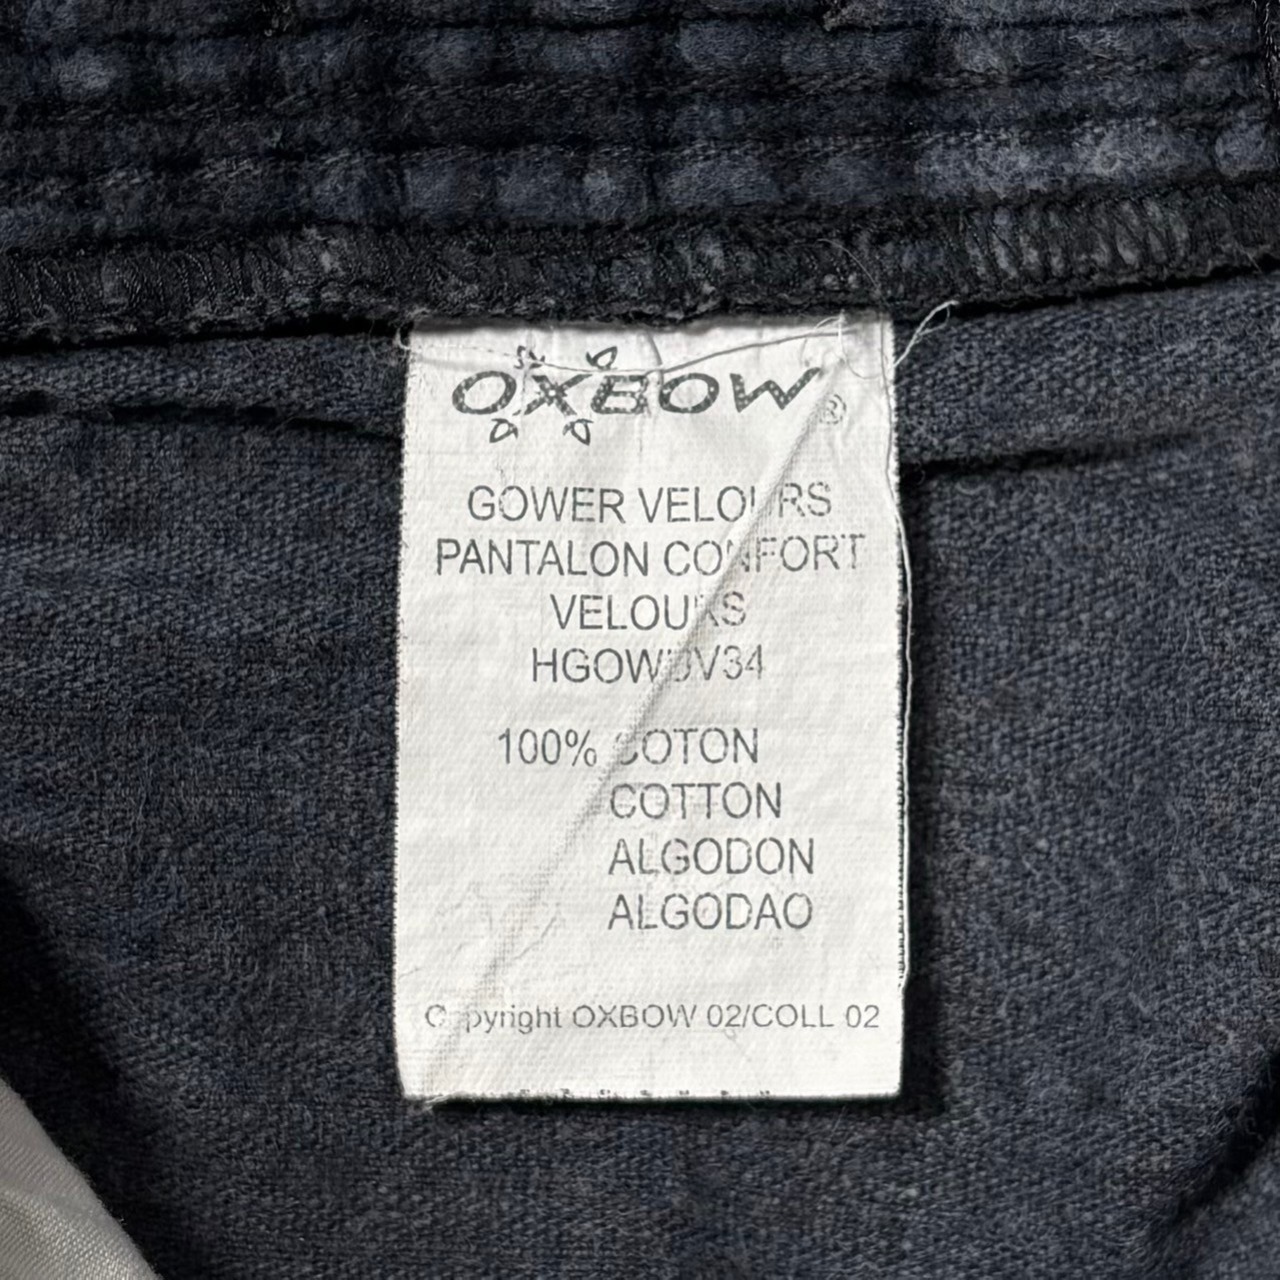 OXBOW®
GOWER VELOURS
PANTALON CONFORT
VELOURS
100% COTON
COTTON
ALGODON
ALGODAO
Copyright OXBOW 02/COLL 02